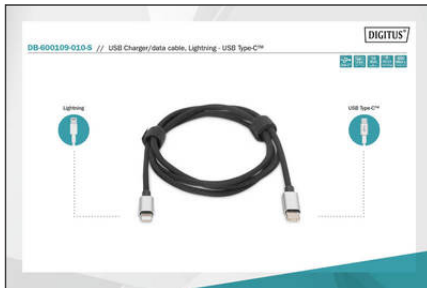 DIGITUS®
DB-600109-010-S // USB Charger/data cable, Lightning - USB Type-C™
Lightning
USB Type-C™